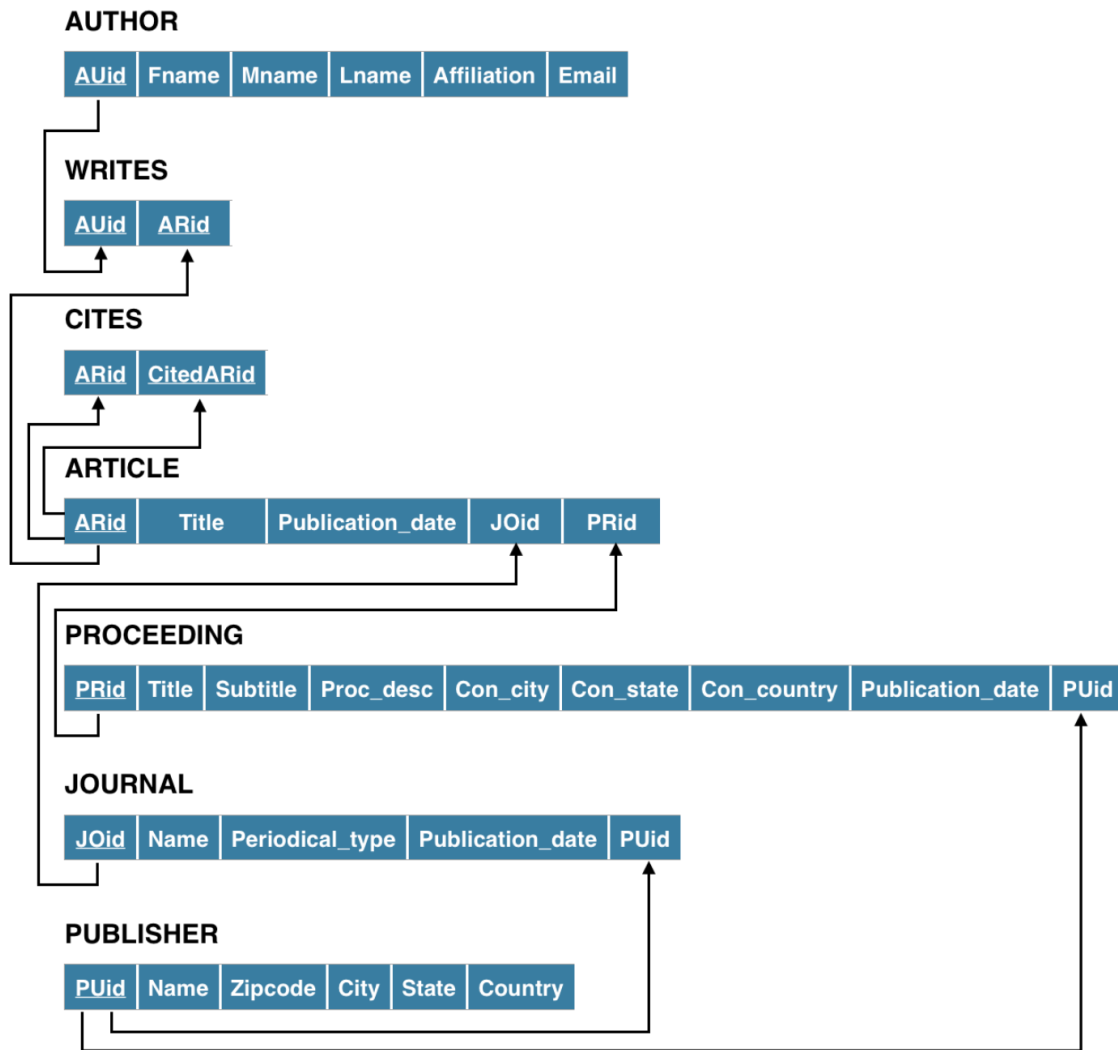 AUTHOR
AUid Fname Mname Lname Affiliation Email
WRITES
AUid ARid
CITES
ARid CitedARid
ARTICLE
ARid Title Publication_date JOid PRid
PROCEEDING
PRid Title Subtitle Proc_desc Con_city Con_state Con_country Publication_date PUid
JOURNAL
JOid Name Periodical_type Publication_date PUid
PUBLISHER
PUid Name Zipcode City State Country